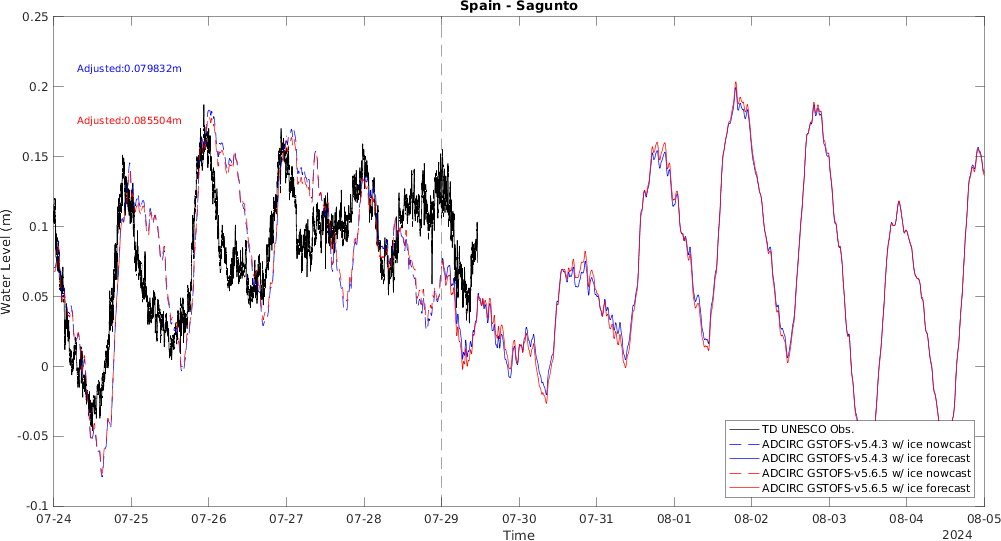 Spain - Sagunto
0.25
0.2
0.15
0.1
0.05
0
-0.05
-0.1
Water Level (m)
Adjusted:0.079832m
Adjusted:0.085504m
TD UNESCO Obs.
ADCIRC GSTOFS-v5.4.3 w/ ice nowcast
ADCIRC GSTOFS-v5.4.3 w/ ice forecast
ADCIRC GSTOFS-v5.6.5 w/ ice nowcast
ADCIRC GSTOFS-v5.6.5 w/ ice forecast
07-24 07-25 07-26 07-27 07-28 07-29 07-30 07-31 08-01 08-02 08-03 08-04 08-05
Time
2024